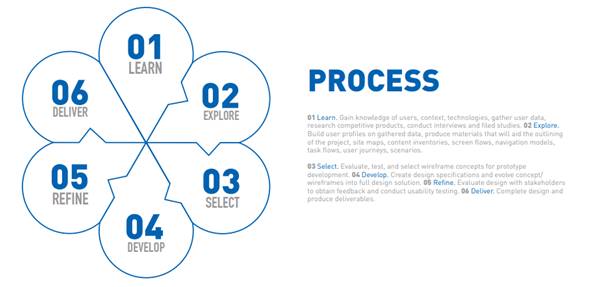 01
LEARN
02
EXPLORE
03
SELECT
04
DEVELOP
05
REFINE
06
DELIVER
PROCESS
01 Learn. Gain knowledge of users, context, technologies, gather user data,
research competitive products, conduct interviews and filed studies. 02 Explore.
Build user profiles on gathered data, produce materials that will aid the outlining
of the project, site maps, content inventories, screen flows, navigation models,
task flows, user journeys, scenarios.
03 Select. Evaluate, test, and select wireframe concepts for prototype
development. 04 Develop. Create design specifications and evolve concept/
wireframes into full design solution. 05 Refine. Evaluate design with stakeholders
to obtain feedback and conduct usability testing. 06 Deliver. Complete design and
produce deliverables.